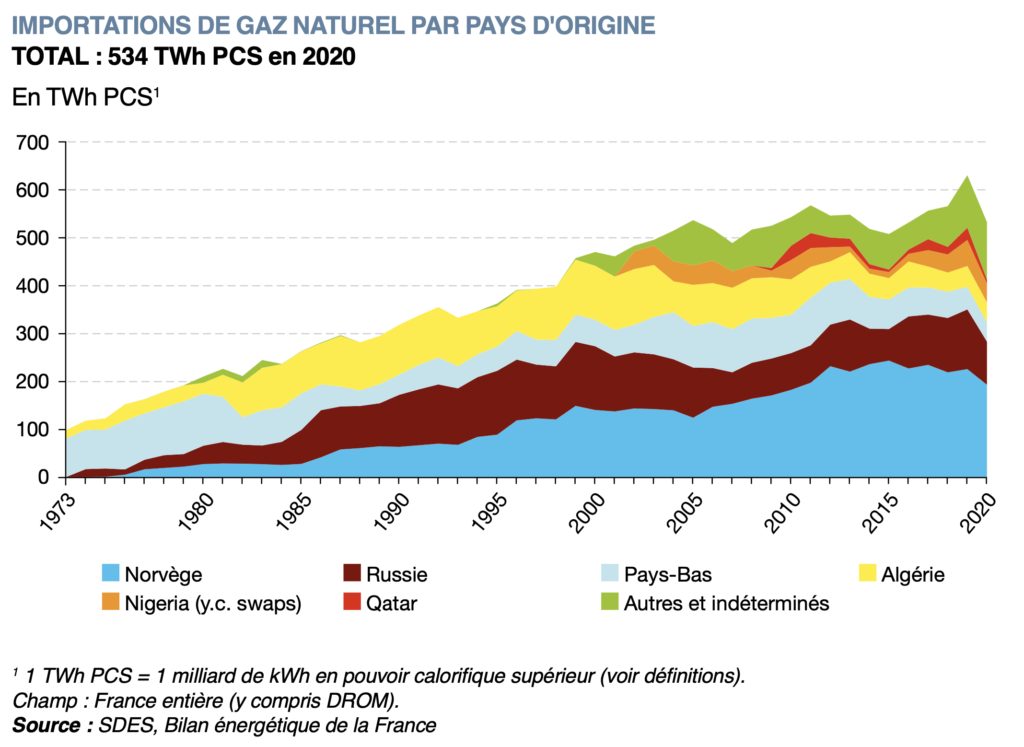 IMPORTATIONS DE GAZ NATUREL PAR PAYS D'ORIGINE
TOTAL : 534 TWh PCS en 2020
En TWh PCS¹
700
600
500
400
300
200
100
0
1973 1980 1985 1990 1995 2000 2005 2010 2015 2020
Norvège Russie Pays-Bas Algérie
Nigeria (y.c. swaps) Qatar Autres et indéterminés
¹ 1 TWh PCS = 1 milliard de kWh en pouvoir calorifique supérieur (voir définitions).
Champ : France entière (y compris DROM).
Source : SDES, Bilan énergétique de la France